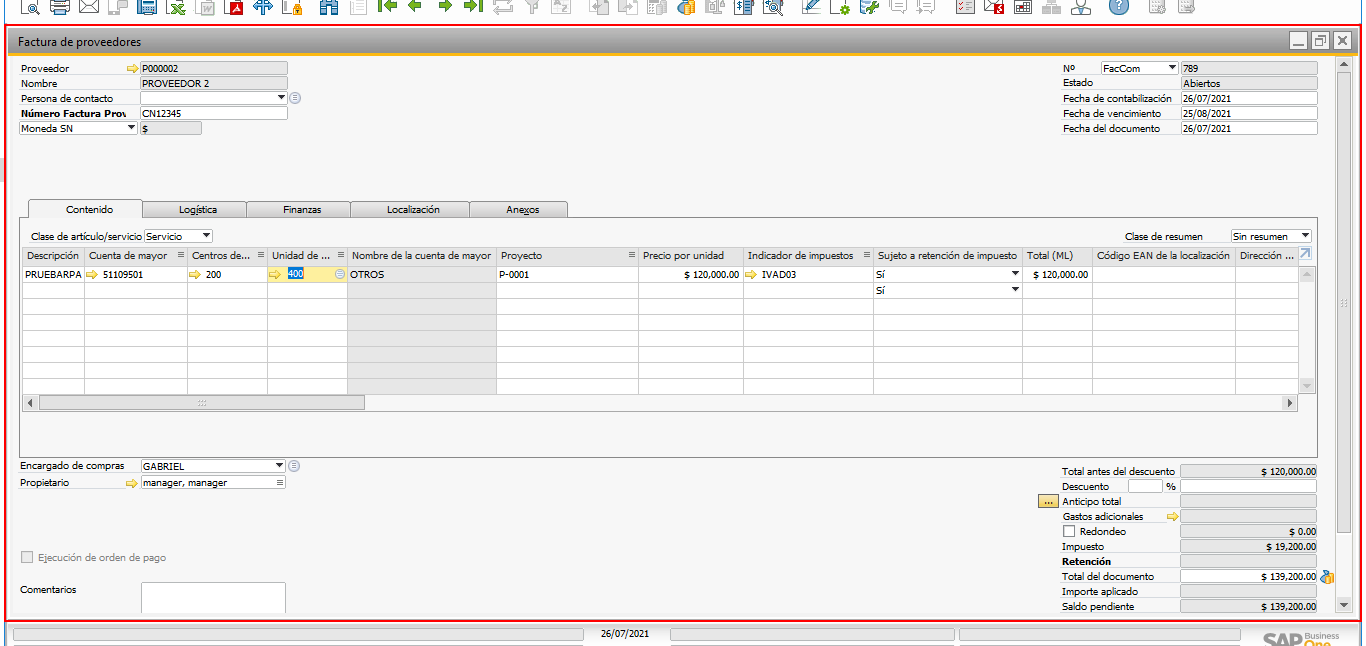 Factura de proveedores
Proveedor P000002
Nombre PROVEEDOR 2
Persona de contacto
Número Factura Prov CN12345
Moneda SN $
Nº FacCom 789
Estado Abiertos
Fecha de contabilización 26/07/2021
Fecha de vencimiento 25/08/2021
Fecha del documento 26/07/2021
Contenido Logística Finanzas Localización Anexos
Clase de artículo/servicio Servicio Clase de resumen Sin resumen
Descripción Cuenta de mayor Centros de... Unidad de ... Nombre de la cuenta de mayor Proyecto Precio por unidad Indicador de impuestos Sujeto a retención de impuesto Total (ML) Código EAN de la localización Dirección ...
PRUEBARPA 51109501 200 400 OTROS P-0001 $ 120,000.00 IVAD03 Sí $ 120,000.00
Sí
Encargado de compras GABRIEL
Propietario manager, manager
Ejecución de orden de pago
Comentarios
Total antes del descuento $ 120,000.00
Descuento %
... Anticipo total
Gastos adicionales
Redondeo $ 0.00
Impuesto $ 19,200.00
Retención
Total del documento $ 139,200.00
Importe aplicado
Saldo pendiente $ 139,200.00
26/07/2021
SAP Business One